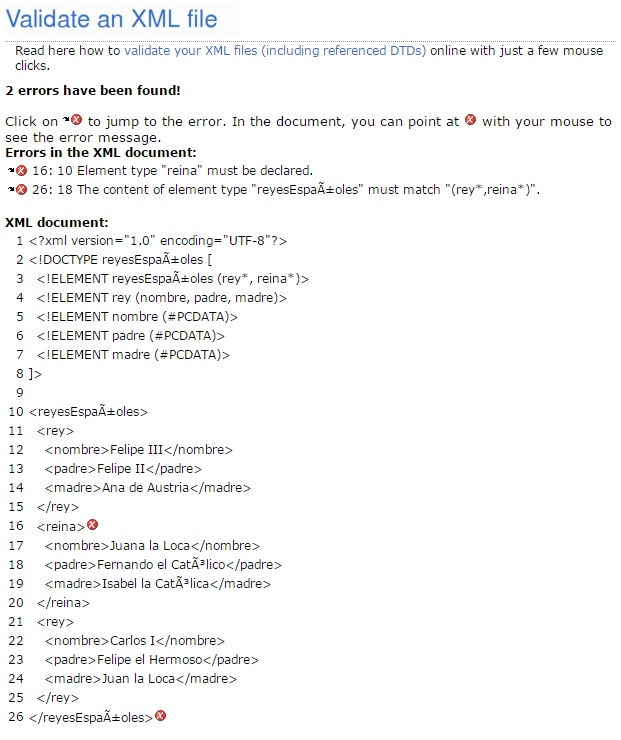 Validate an XML file
Read here how to validate your XML files (including referenced DTDs) online with just a few mouse
clicks.
2 errors have been found!
Click on to jump to the error. In the document, you can point at with your mouse to
see the error message.
Errors in the XML document:
16: 10 Element type "reina" must be declared.
26: 18 The content of element type "reyesEspaÃ±oles" must match "(rey*,reina*)".
XML document:
1 <?xml version="1.0" encoding="UTF-8"?>
2 <!DOCTYPE reyesEspaÃ±oles [
3 <!ELEMENT reyesEspaÃ±oles (rey*, reina*)>
4 <!ELEMENT rey (nombre, padre, madre)>
5 <!ELEMENT nombre (#PCDATA)>
6 <!ELEMENT padre (#PCDATA)>
7 <!ELEMENT madre (#PCDATA)>
8 ]>
9
10 <reyesEspaÃ±oles>
11 <rey>
12 <nombre>Felipe III</nombre>
13 <padre>Felipe II</padre>
14 <madre>Ana de Austria</madre>
15 </rey>
16 <reina>
17 <nombre>Juana la Loca</nombre>
18 <padre>Fernando el CatÃ³lico</padre>
19 <madre>Isabel la CatÃ³lica</madre>
20 </reina>
21 <rey>
22 <nombre>Carlos I</nombre>
23 <padre>Felipe el Hermoso</padre>
24 <madre>Juan la Loca</madre>
25 </rey>
26 </reyesEspaÃ±oles>